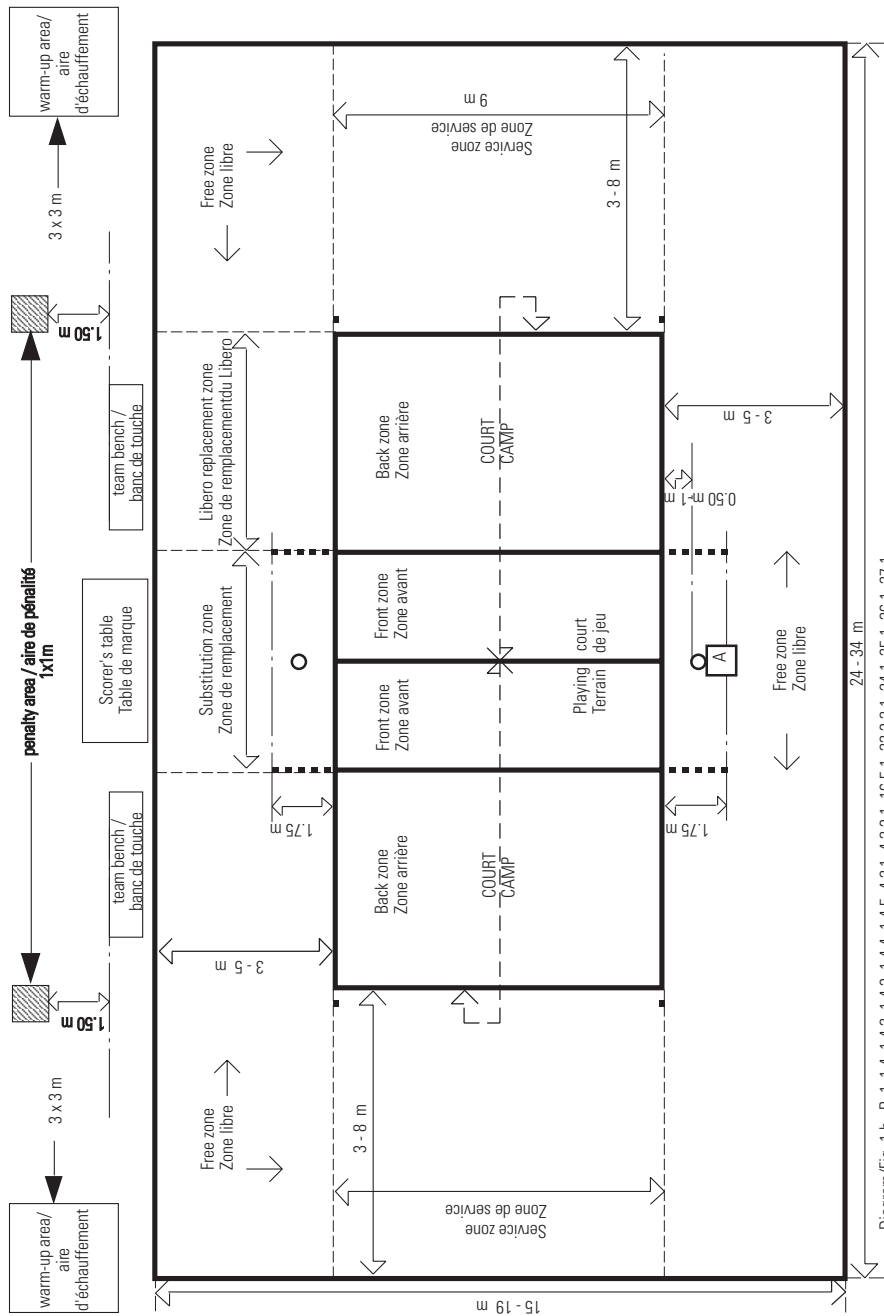 warm-up area/
aire
d'échauffement
3 x 3 m
penalty area / aire de pénalité
1x1m
3 x 3 m
warm-up area/
aire
d'échauffement
1.50 m
1.50 m
team bench /
banc de touche
Scorer's table
Table de marque
team bench /
banc de touche
Free zone
Zone libre
3 - 5 m
Substitution zone
Zone de remplacement
Libero replacement zone
Zone de remplacementdu Libero
Free zone
Zone libre
1.75 m
3 - 8 m
Service zone
Zone de service
Back zone
Zone arrière
Front zone
Zone avant
Front zone
Zone avant
Back zone
Zone arrière
Service zone
Zone de service
9 m
COURT
CAMP
COURT
CAMP
Playing
Terrain
court
de jeu
3 - 8 m
1.75 m
A
0.50 m-1 m
3 - 5 m
Free zone
Zone libre
15 - 19 m
24 - 34 m